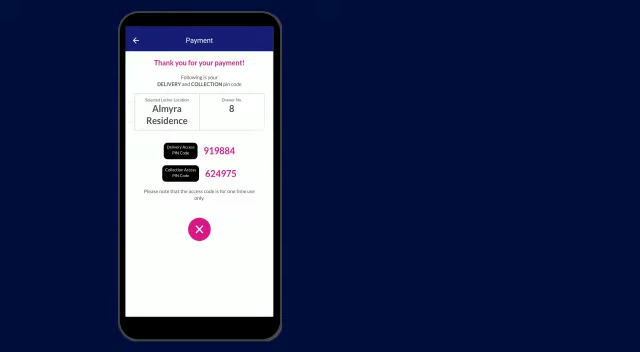 Payment
Thank you for your payment!
Following is your
DELIVERY and COLLECTION pin code
Selected Locker Location
Almyra
Residence
Drawer No.
8
Delivery Access
PIN Code
919884
Collection Access
PIN Code
624975
Please note that the access code is for one time use
only.